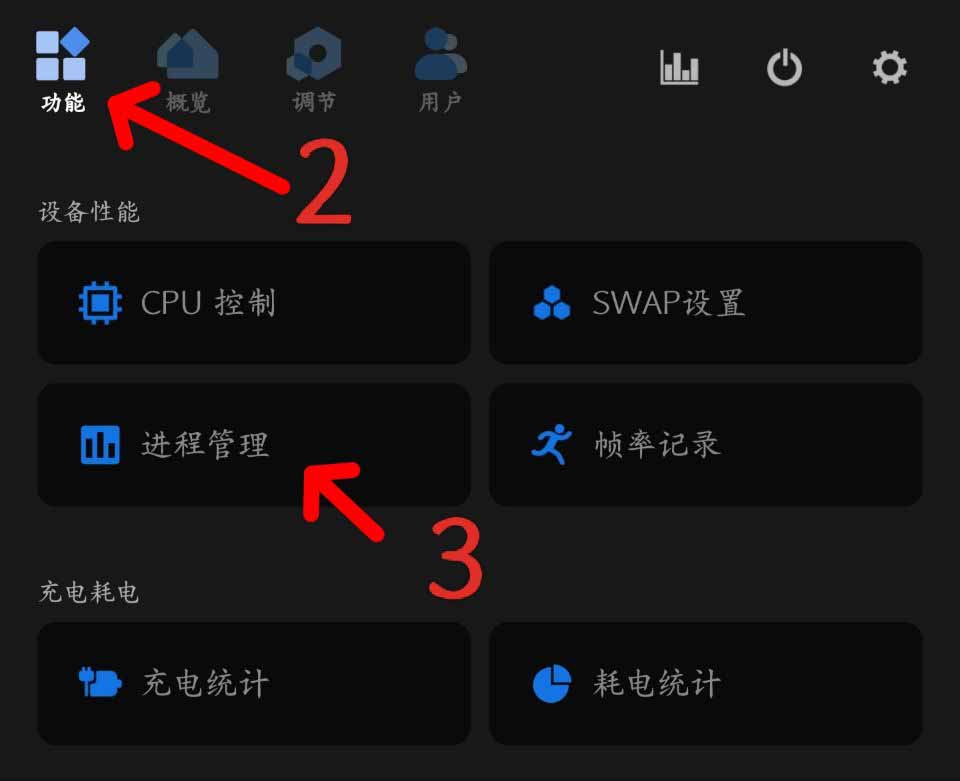 功能
概览
调节
用户
2
设备性能
CPU 控制
SWAP设置
进程管理
帧率记录
3
充电耗电
充电统计
耗电统计